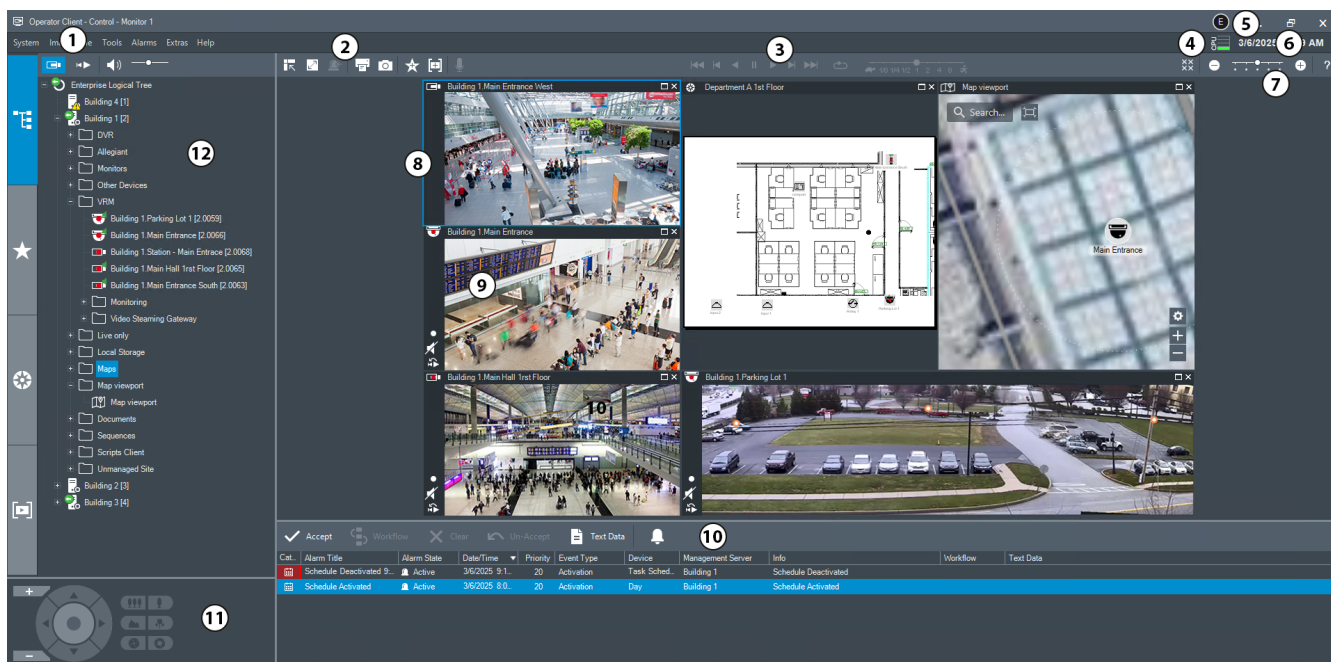 Operator Client - Control - Monitor 1
E
5
System
1
Tools
Alarms
Extras
Help
2
3
4
3/6/2025
6
AM
7
?
Enterprise Logical Tree
Building 4 [1]
Building 1 [2]
DVR
Allegiant
Monitors
Other Devices
VRM
Building 1.Parking Lot 1 [2.0059]
Building 1.Main Entrance [2.0066]
Building 1.Station - Main Entrace [2.0068]
Building 1.Main Hall 1rst Floor [2.0065]
Building 1.Main Entrance South [2.0063]
Monitoring
Video Steaming Gateway
Live only
Local Storage
Maps
Map viewport
Map viewport
Documents
Sequences
Scripts Client
Unmanaged Site
Building 2 [3]
Building 3 [4]
12
Building 1.Main Entrance West
8
Department A 1st Floor
Map viewport
Search...
Main Entrance
Building 1.Main Entrance
9
Building 1.Main Hall 1rst Floor
10
Building 1.Parking Lot 1
Accept
Workflow
Clear
Un-Accept
Text Data
10
Cat.. Alarm Title Alarm State Date/Time Priority Event Type Device Management Server Info Workflow Text Data
Schedule Deactivated 9:.. Active 3/6/2025 9:1... 20 Activation Task Sched.. Building 1 Schedule Deactivated
Schedule Activated Active 3/6/2025 8:0... 20 Activation Day Building 1 Schedule Activated
11